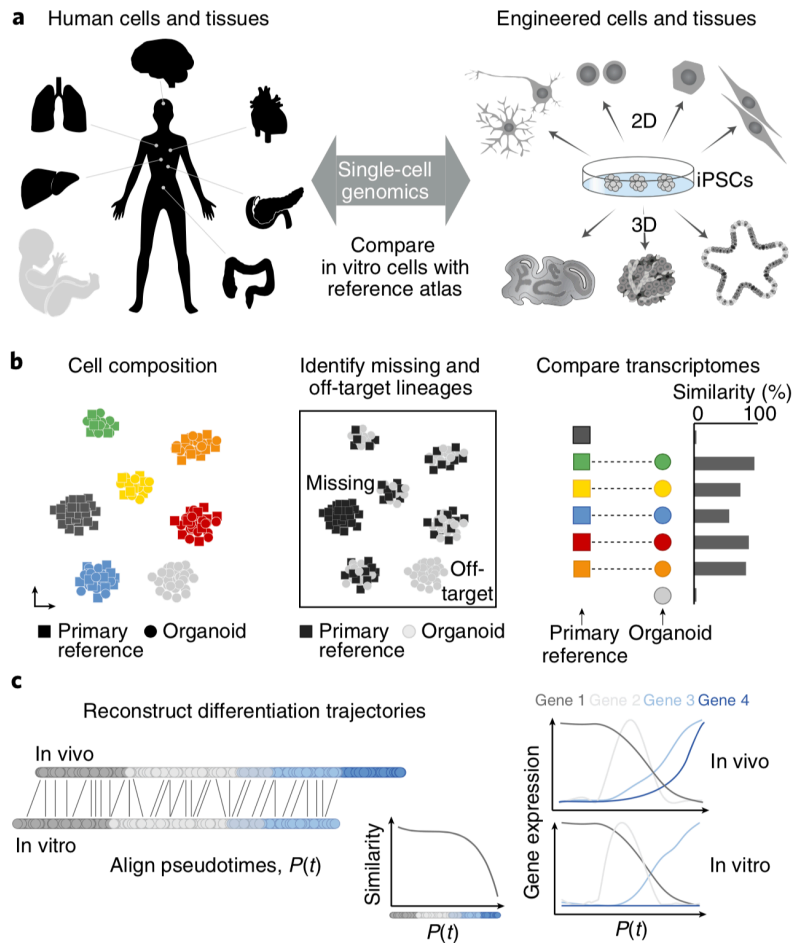 a
Human cells and tissues
Engineered cells and tissues
2D
Single-cell
genomics
iPSCs
3D
Compare
in vitro cells with
reference atlas
b
Cell composition
Identify missing and
off-target lineages
Compare transcriptomes
Similarity (%)
0 100
Missing
Off-
target
Primary
reference
Organoid
Primary
reference
Organoid
Primary
reference
Organoid
c
Reconstruct differentiation trajectories
In vivo
In vitro
Align pseudotimes, P(t)
Similarity
P(t)
Gene 1 Gene 2 Gene 3 Gene 4
Gene expression
In vivo
In vitro
P(t)